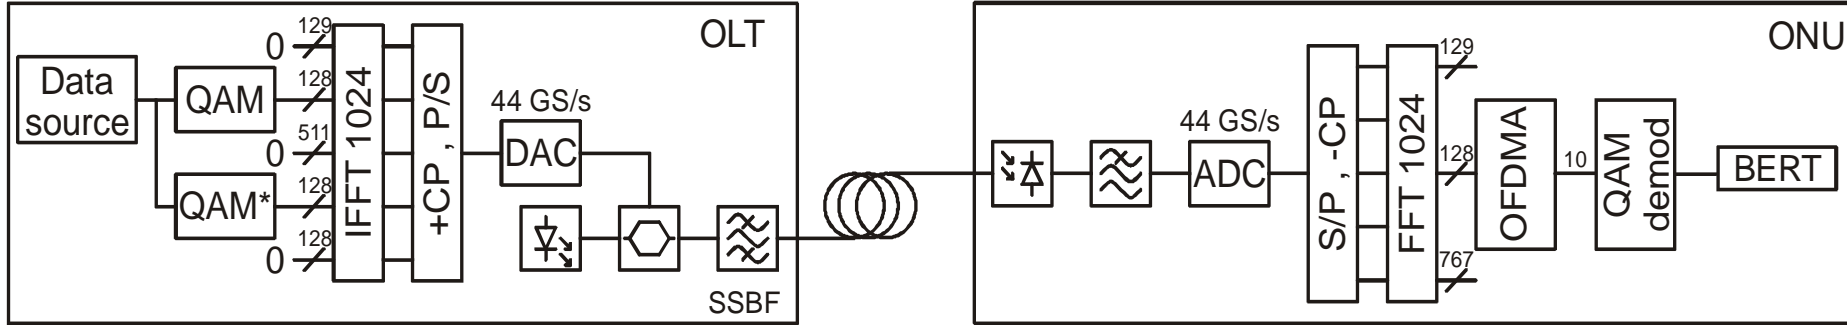 OLT
Data
source
QAM
QAM*
0
129
128
0
511
128
0
128
IFFT 1024
+CP , P/S
44 GS/s
DAC
SSBF
ONU
44 GS/s
ADC
S/P , -CP
FFT 1024
129
128
767
OFDMA
10
QAM
demod
BERT